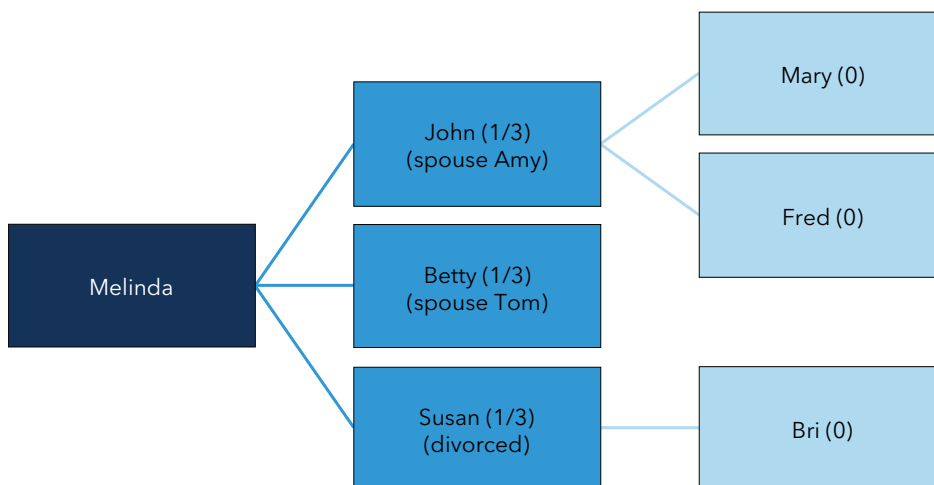 Melinda
John (1/3)
(spouse Amy)
Betty (1/3)
(spouse Tom)
Susan (1/3)
(divorced)
Mary (0)
Fred (0)
Bri (0)